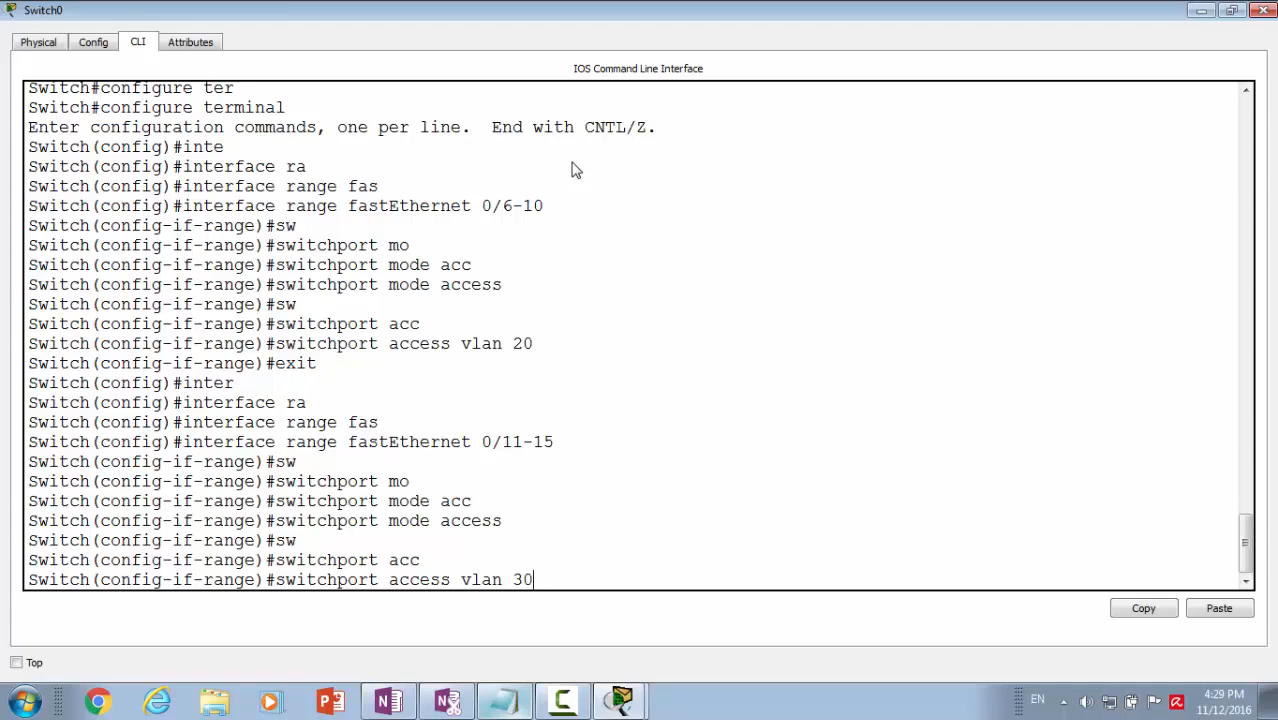 Switch0
Physical Config CLI Attributes
IOS Command Line Interface
Switch#configure ter
Switch#configure terminal
Enter configuration commands, one per line.  End with CNTL/Z.
Switch(config)#inte
Switch(config)#interface ra
Switch(config)#interface range fas
Switch(config)#interface range fastEthernet 0/6-10
Switch(config-if-range)#sw
Switch(config-if-range)#switchport mo
Switch(config-if-range)#switchport mode acc
Switch(config-if-range)#switchport mode access
Switch(config-if-range)#sw
Switch(config-if-range)#switchport acc
Switch(config-if-range)#switchport access vlan 20
Switch(config-if-range)#exit
Switch(config)#inter
Switch(config)#interface ra
Switch(config)#interface range fas
Switch(config)#interface range fastEthernet 0/11-15
Switch(config-if-range)#sw
Switch(config-if-range)#switchport mo
Switch(config-if-range)#switchport mode acc
Switch(config-if-range)#switchport mode access
Switch(config-if-range)#sw
Switch(config-if-range)#switchport acc
Switch(config-if-range)#switchport access vlan 30
Copy Paste
Top
EN 4:29 PM
11/12/2016